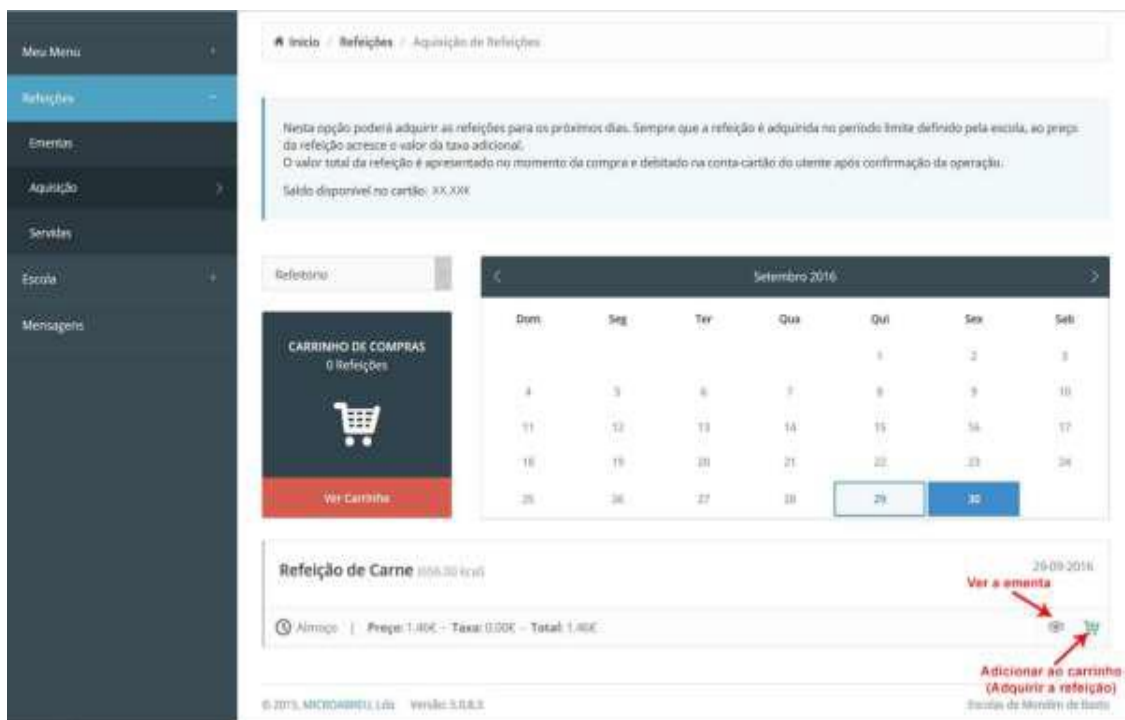 Meu Menu
Refeições
Ementas
Aquisição
Servidas
Escola
Mensagens
Início / Refeições / Aquisição de Refeições
Nesta opção poderá adquirir as refeições para os próximos dias. Sempre que a refeição é adquirida no período limite definido pela escola, ao preço
da refeição acresce o valor da taxa adicional.
O valor total da refeição é apresentado no momento da compra e debitado na conta-cartão do utente após confirmação da operação.
Saldo disponível no cartão: XX.XX€
Refeitório
CARRINHO DE COMPRAS
0 Refeições
Ver Carrinho
Setembro 2016
Dom Seg Ter Qua Qui Sex Sáb
1 2 3
4 5 6 7 8 9 10
11 12 13 14 15 16 17
18 19 20 21 22 23 24
25 26 27 28 29 30
Refeição de Carne
29-09-2016
Ver a ementa
Almoço | Preço: 1.46€ - Taxa: 0.00€ - Total: 1.46€
Adicionar ao carrinho
(Adquirir a refeição)
© 2015, MICROABREU, Lda Versão: 5.0.8.3
Escolas de Mondim de Basto